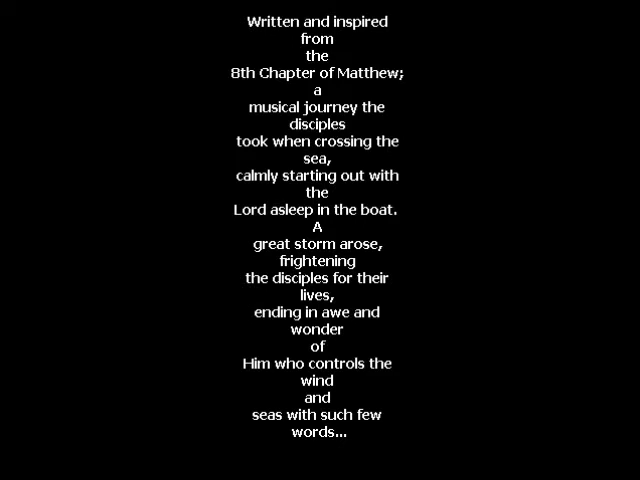 Written and inspired
from
the
8th Chapter of Matthew;
a
musical journey the
disciples
took when crossing the
sea,
calmly starting out with
the
Lord asleep in the boat.
A
great storm arose,
frightening
the disciples for their
lives,
ending in awe and
wonder
of
Him who controls the
wind
and
seas with such few
words...